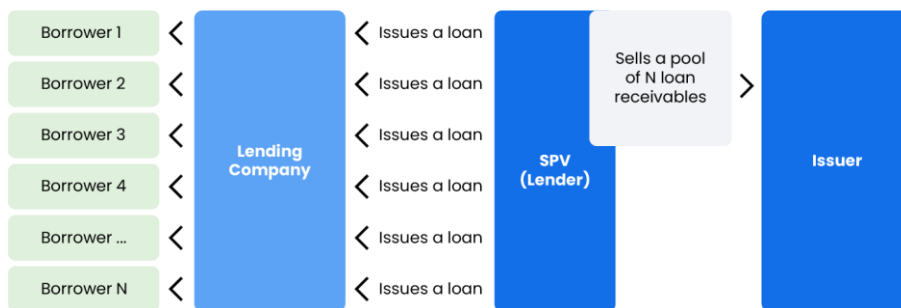 Borrower 1
Issues a loan
Borrower 2
Issues a loan
Borrower 3
Issues a loan
Borrower 4
Issues a loan
Borrower ...
Issues a loan
Borrower N
Issues a loan
Lending
Company
SPV
(Lender)
Sells a pool
of N loan
receivables
Issuer